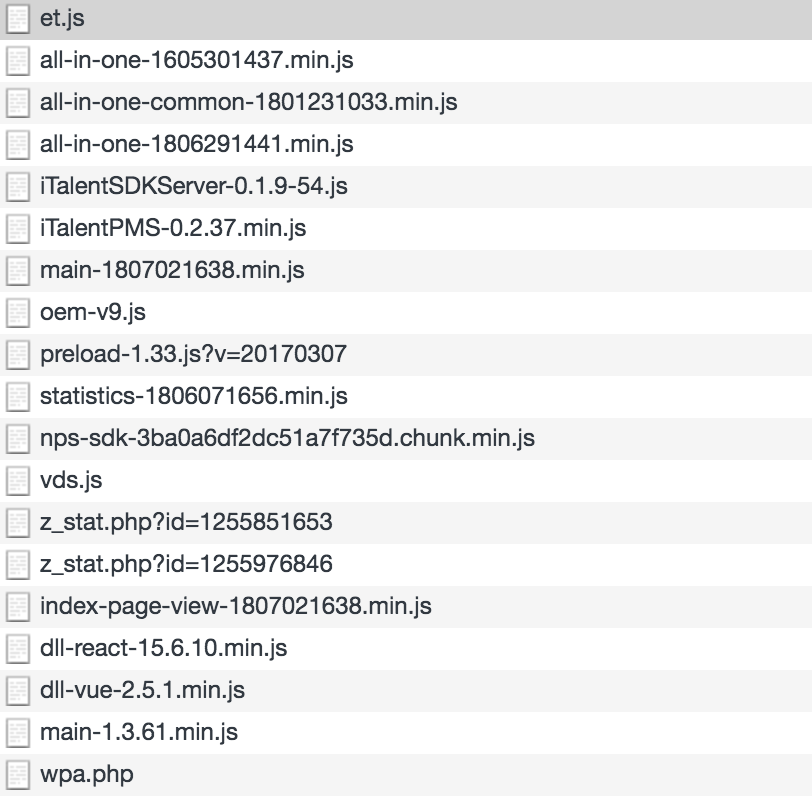 et.js
all-in-one-1605301437.min.js
all-in-one-common-1801231033.min.js
all-in-one-1806291441.min.js
iTalentSDKServer-0.1.9-54.js
iTalentPMS-0.2.37.min.js
main-1807021638.min.js
oem-v9.js
preload-1.33.js?v=20170307
statistics-1806071656.min.js
nps-sdk-3ba0a6df2dc51a7f735d.chunk.min.js
vds.js
z_stat.php?id=1255851653
z_stat.php?id=1255976846
index-page-view-1807021638.min.js
dll-react-15.6.10.min.js
dll-vue-2.5.1.min.js
main-1.3.61.min.js
wpa.php